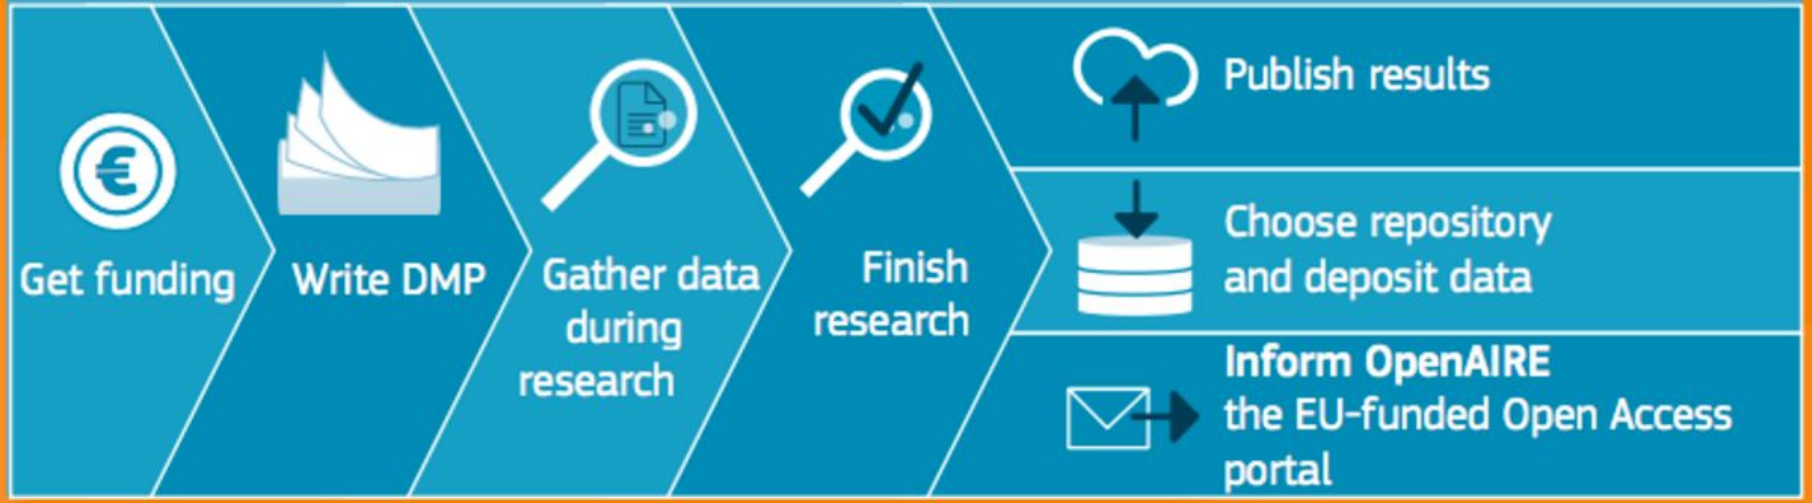 Get funding
Write DMP
Gather data
during
research
Finish
research
Publish results
Choose repository
and deposit data
Inform OpenAIRE
the EU-funded Open Access
portal